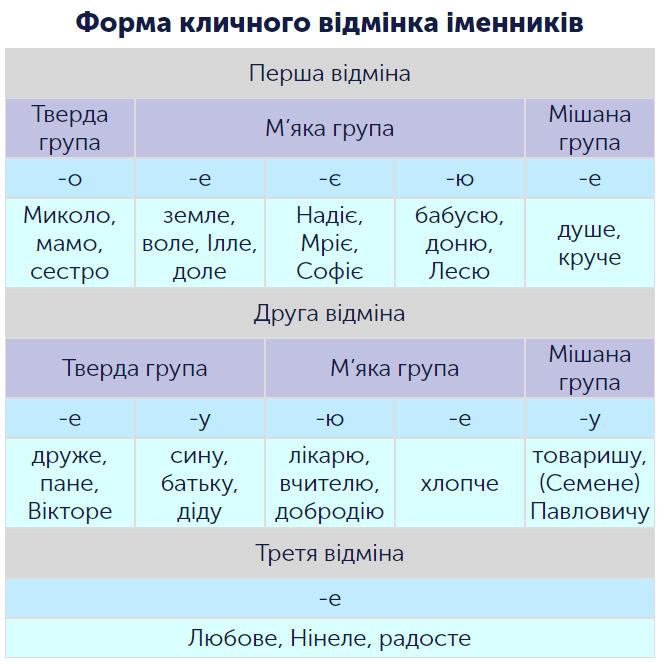 Форма кличного відмінка іменників
Перша відміна
Тверда група
М’яка група
Мішана група
-о
-е
-є
-ю
-е
Миколо, мамо, сестро
земле, воле, Ілле, доле
Надіє, Мріє, Софіє
бабусю, доню, Лесю
душе, круче
Друга відміна
Тверда група
М’яка група
Мішана група
-е
-у
-ю
-е
-у
друже, пане, Вікторе
сину, батьку, діду
лікарю, вчителю, добродію
хлопче
товаришу, (Семене) Павловичу
Третя відміна
-е
Любове, Нінеле, радосте